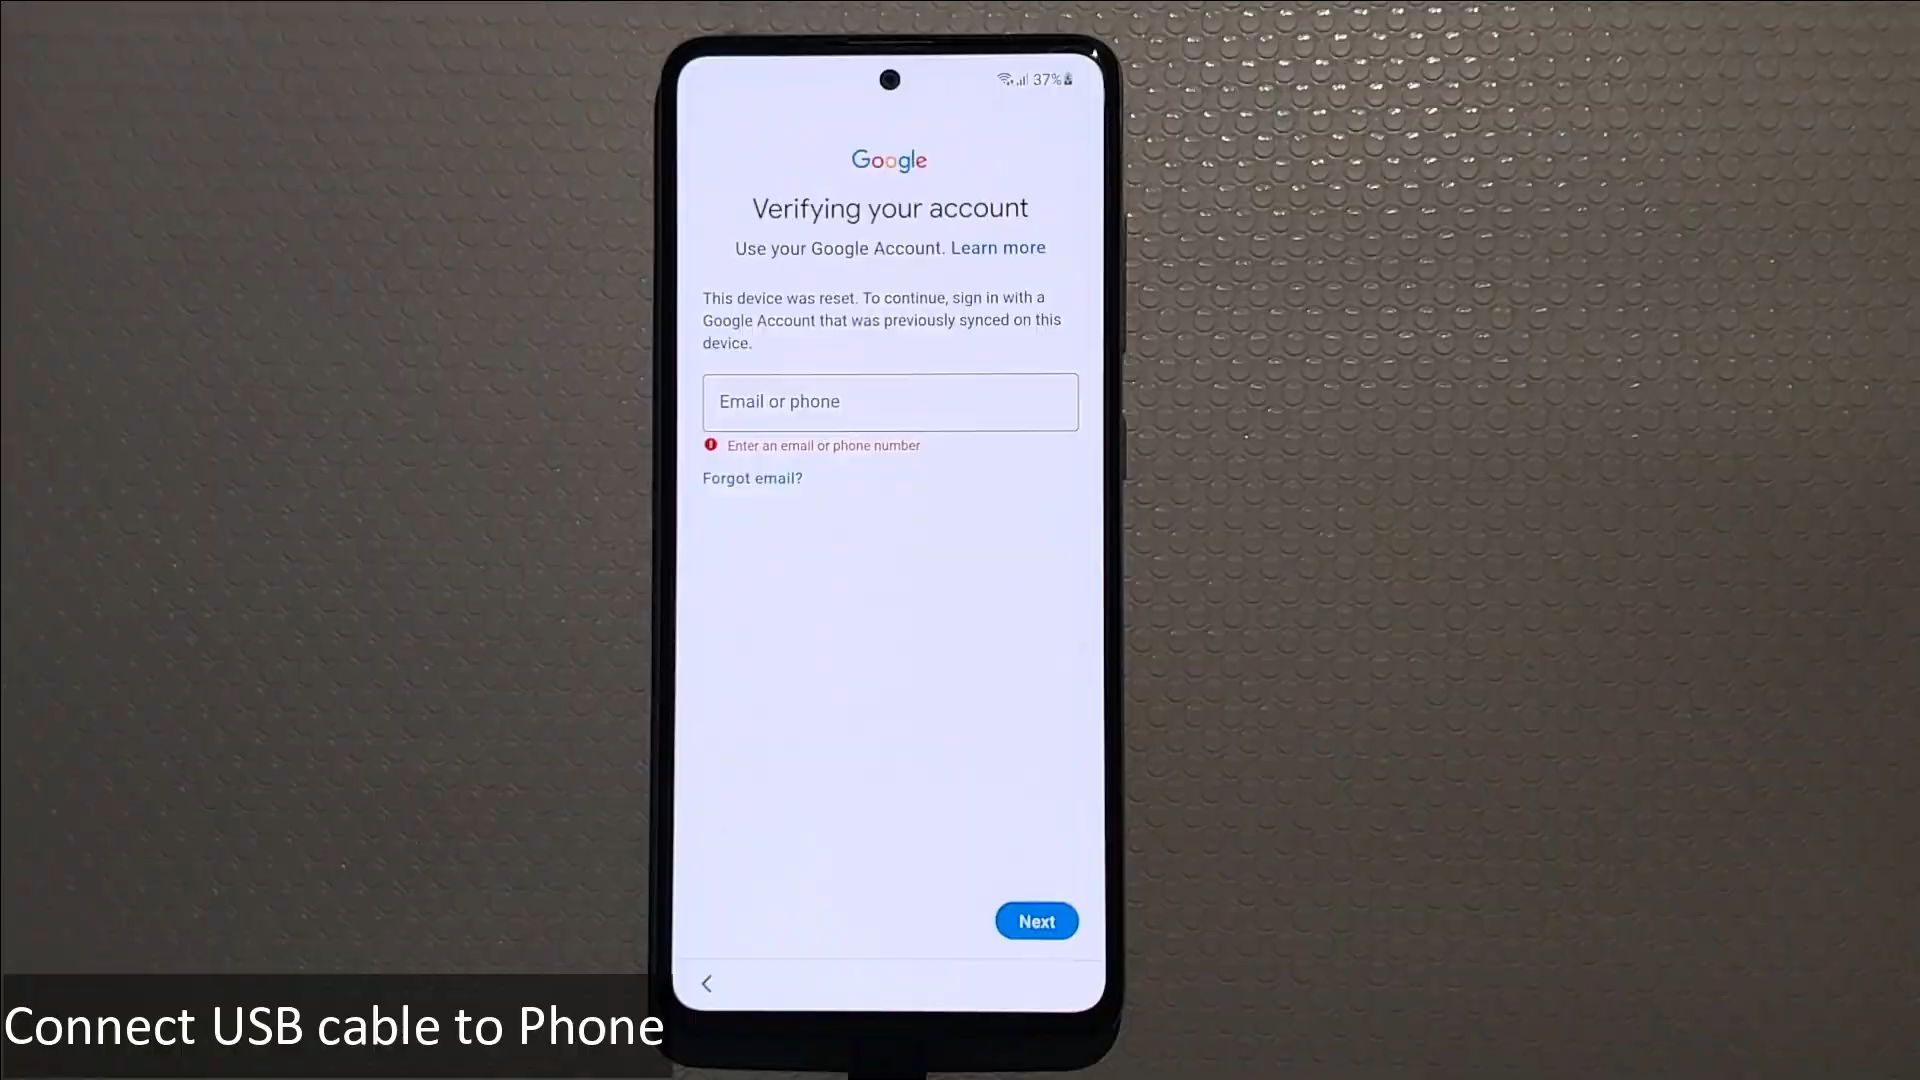 37%
Google
Verifying your account
Use your Google Account. Learn more
This device was reset. To continue, sign in with a
Google Account that was previously synced on this
device.
Email or phone
Enter an email or phone number
Forgot email?
Next
Connect USB cable to Phone